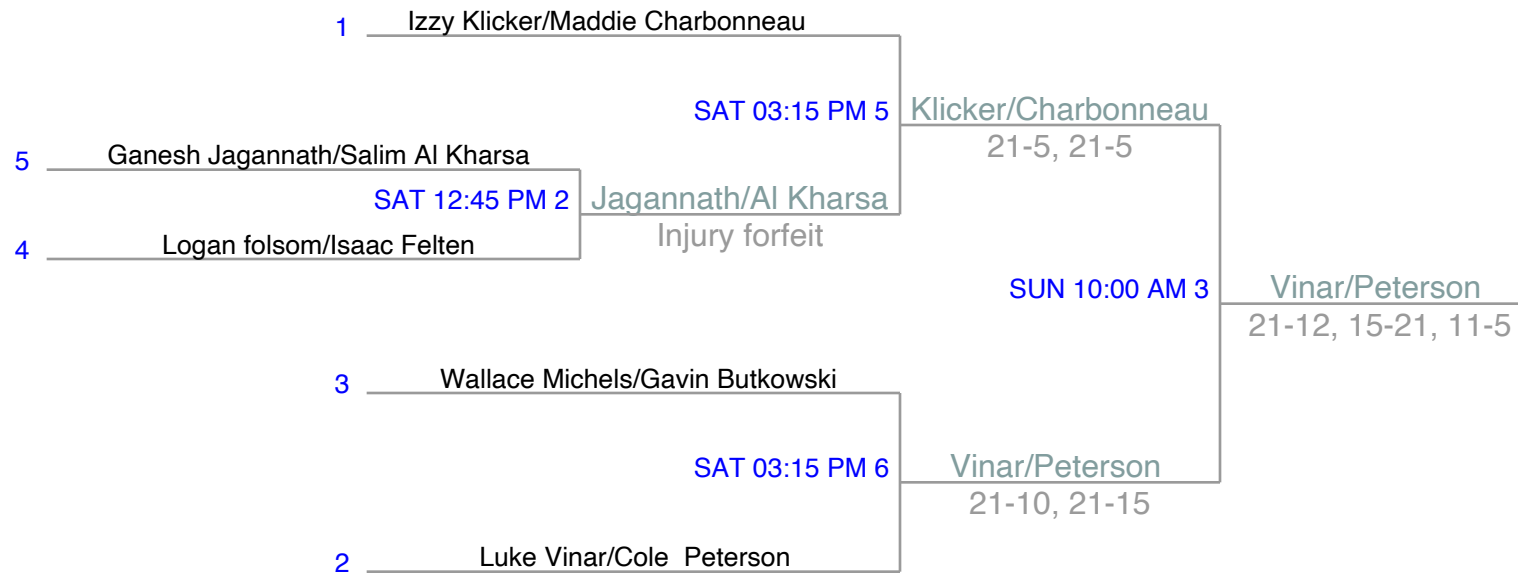 1 Izzy Klicker/Maddie Charbonneau
SAT 03:15 PM 5 Klicker/Charbonneau
21-5, 21-5
5 Ganesh Jagannath/Salim Al Kharsa
SAT 12:45 PM 2 Jagannath/Al Kharsa
Injury forfeit
4 Logan folsom/Isaac Felten
SUN 10:00 AM 3 Vinar/Peterson
21-12, 15-21, 11-5
3 Wallace Michels/Gavin Butkowski
SAT 03:15 PM 6 Vinar/Peterson
21-10, 21-15
2 Luke Vinar/Cole  Peterson